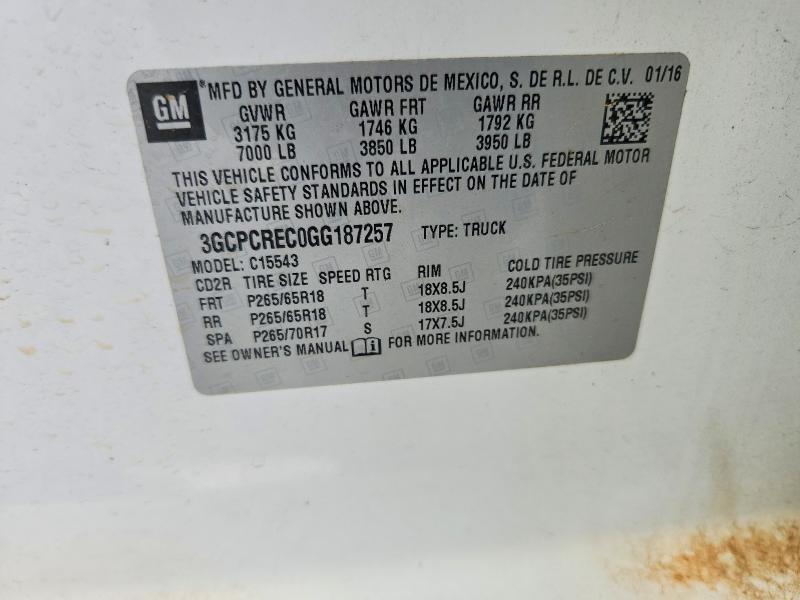 GM ®MFD BY GENERAL MOTORS DE MEXICO, S. DE R.L. DE C.V. 01/16
GVWR GAWR FRT GAWR RR
3175 KG 1746 KG 1792 KG
7000 LB 3850 LB 3950 LB
THIS VEHICLE CONFORMS TO ALL APPLICABLE U.S. FEDERAL MOTOR
VEHICLE SAFETY STANDARDS IN EFFECT ON THE DATE OF
MANUFACTURE SHOWN ABOVE.
3GCPCREC0GG187257 TYPE: TRUCK
MODEL: C15543
CD2R TIRE SIZE SPEED RTG RIM COLD TIRE PRESSURE
FRT P265/65R18 T 18X8.5J 240KPA(35PSI)
RR P265/65R18 T 18X8.5J 240KPA(35PSI)
SPA P265/70R17 S 17X7.5J 240KPA(35PSI)
SEE OWNER'S MANUAL FOR MORE INFORMATION.